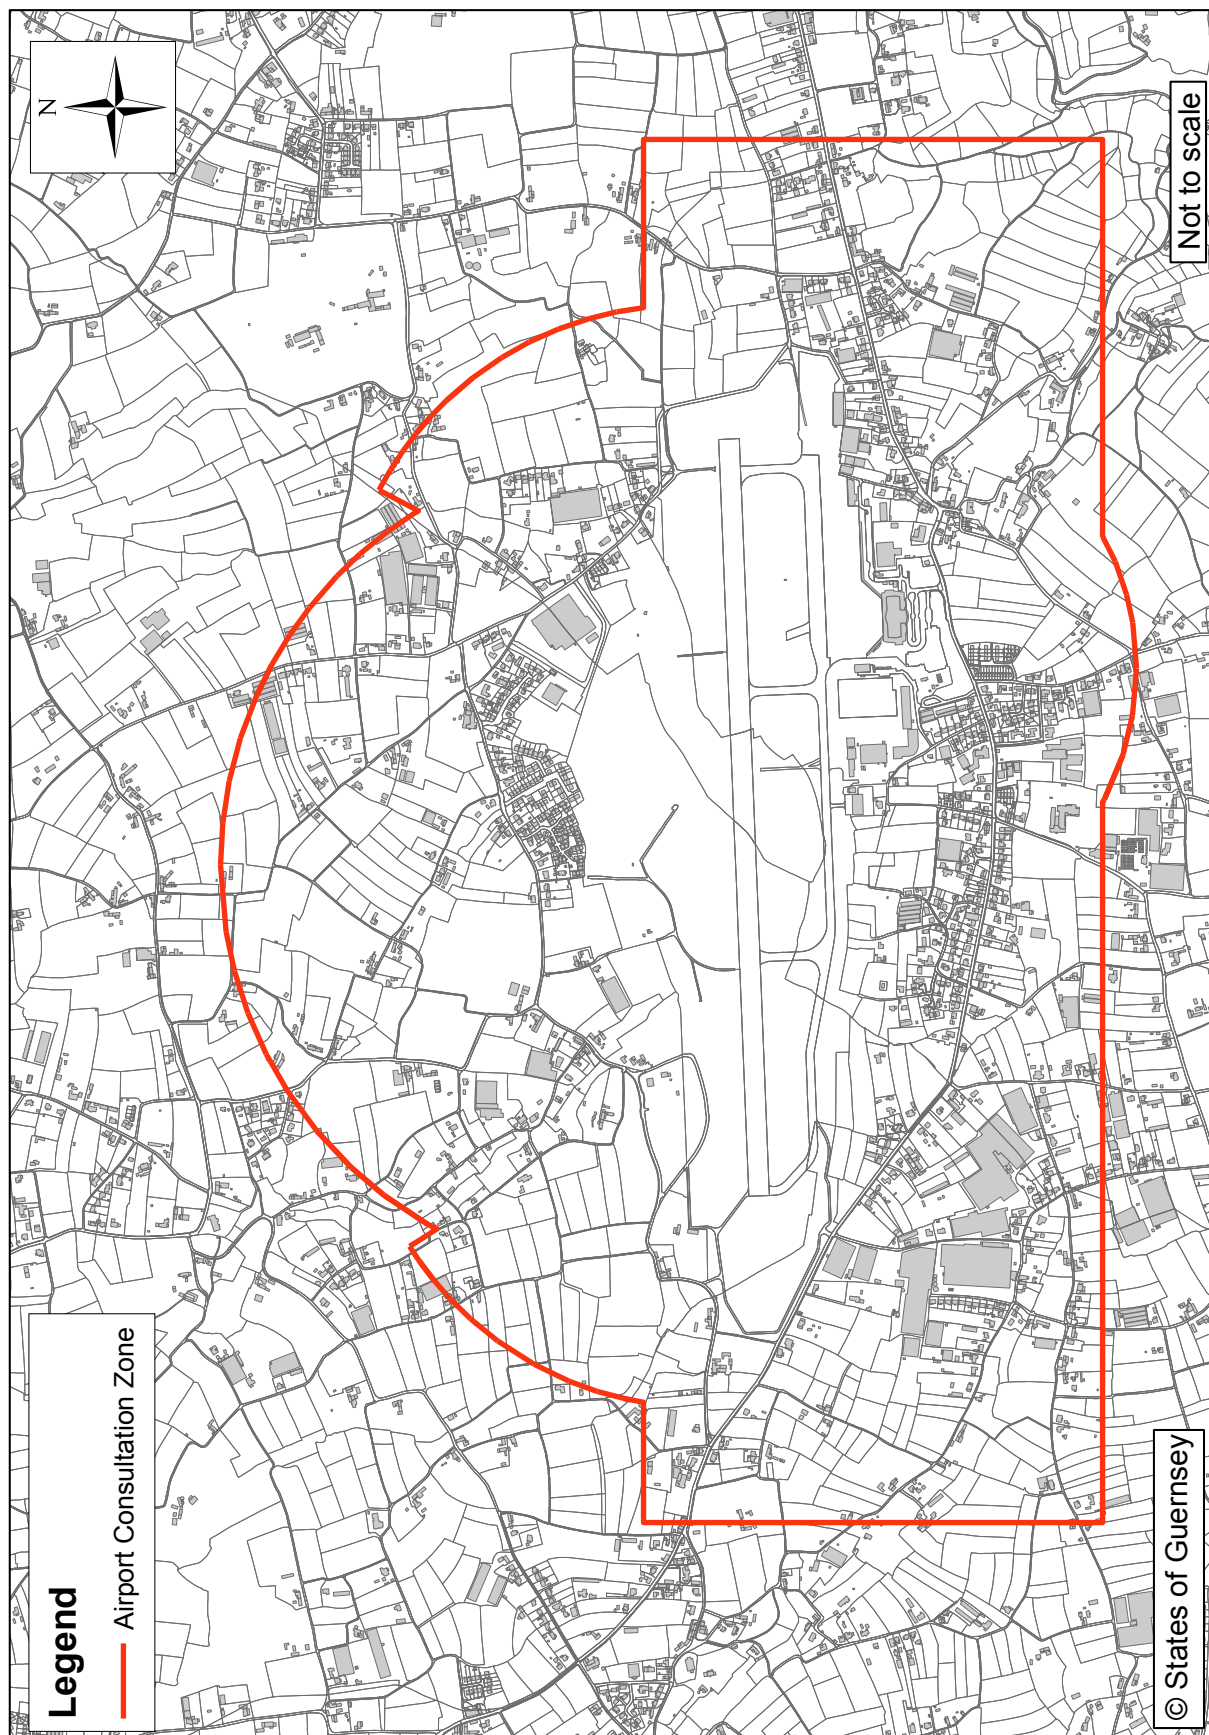 N
Legend
Airport Consultation Zone
Not to scale
© States of Guernsey